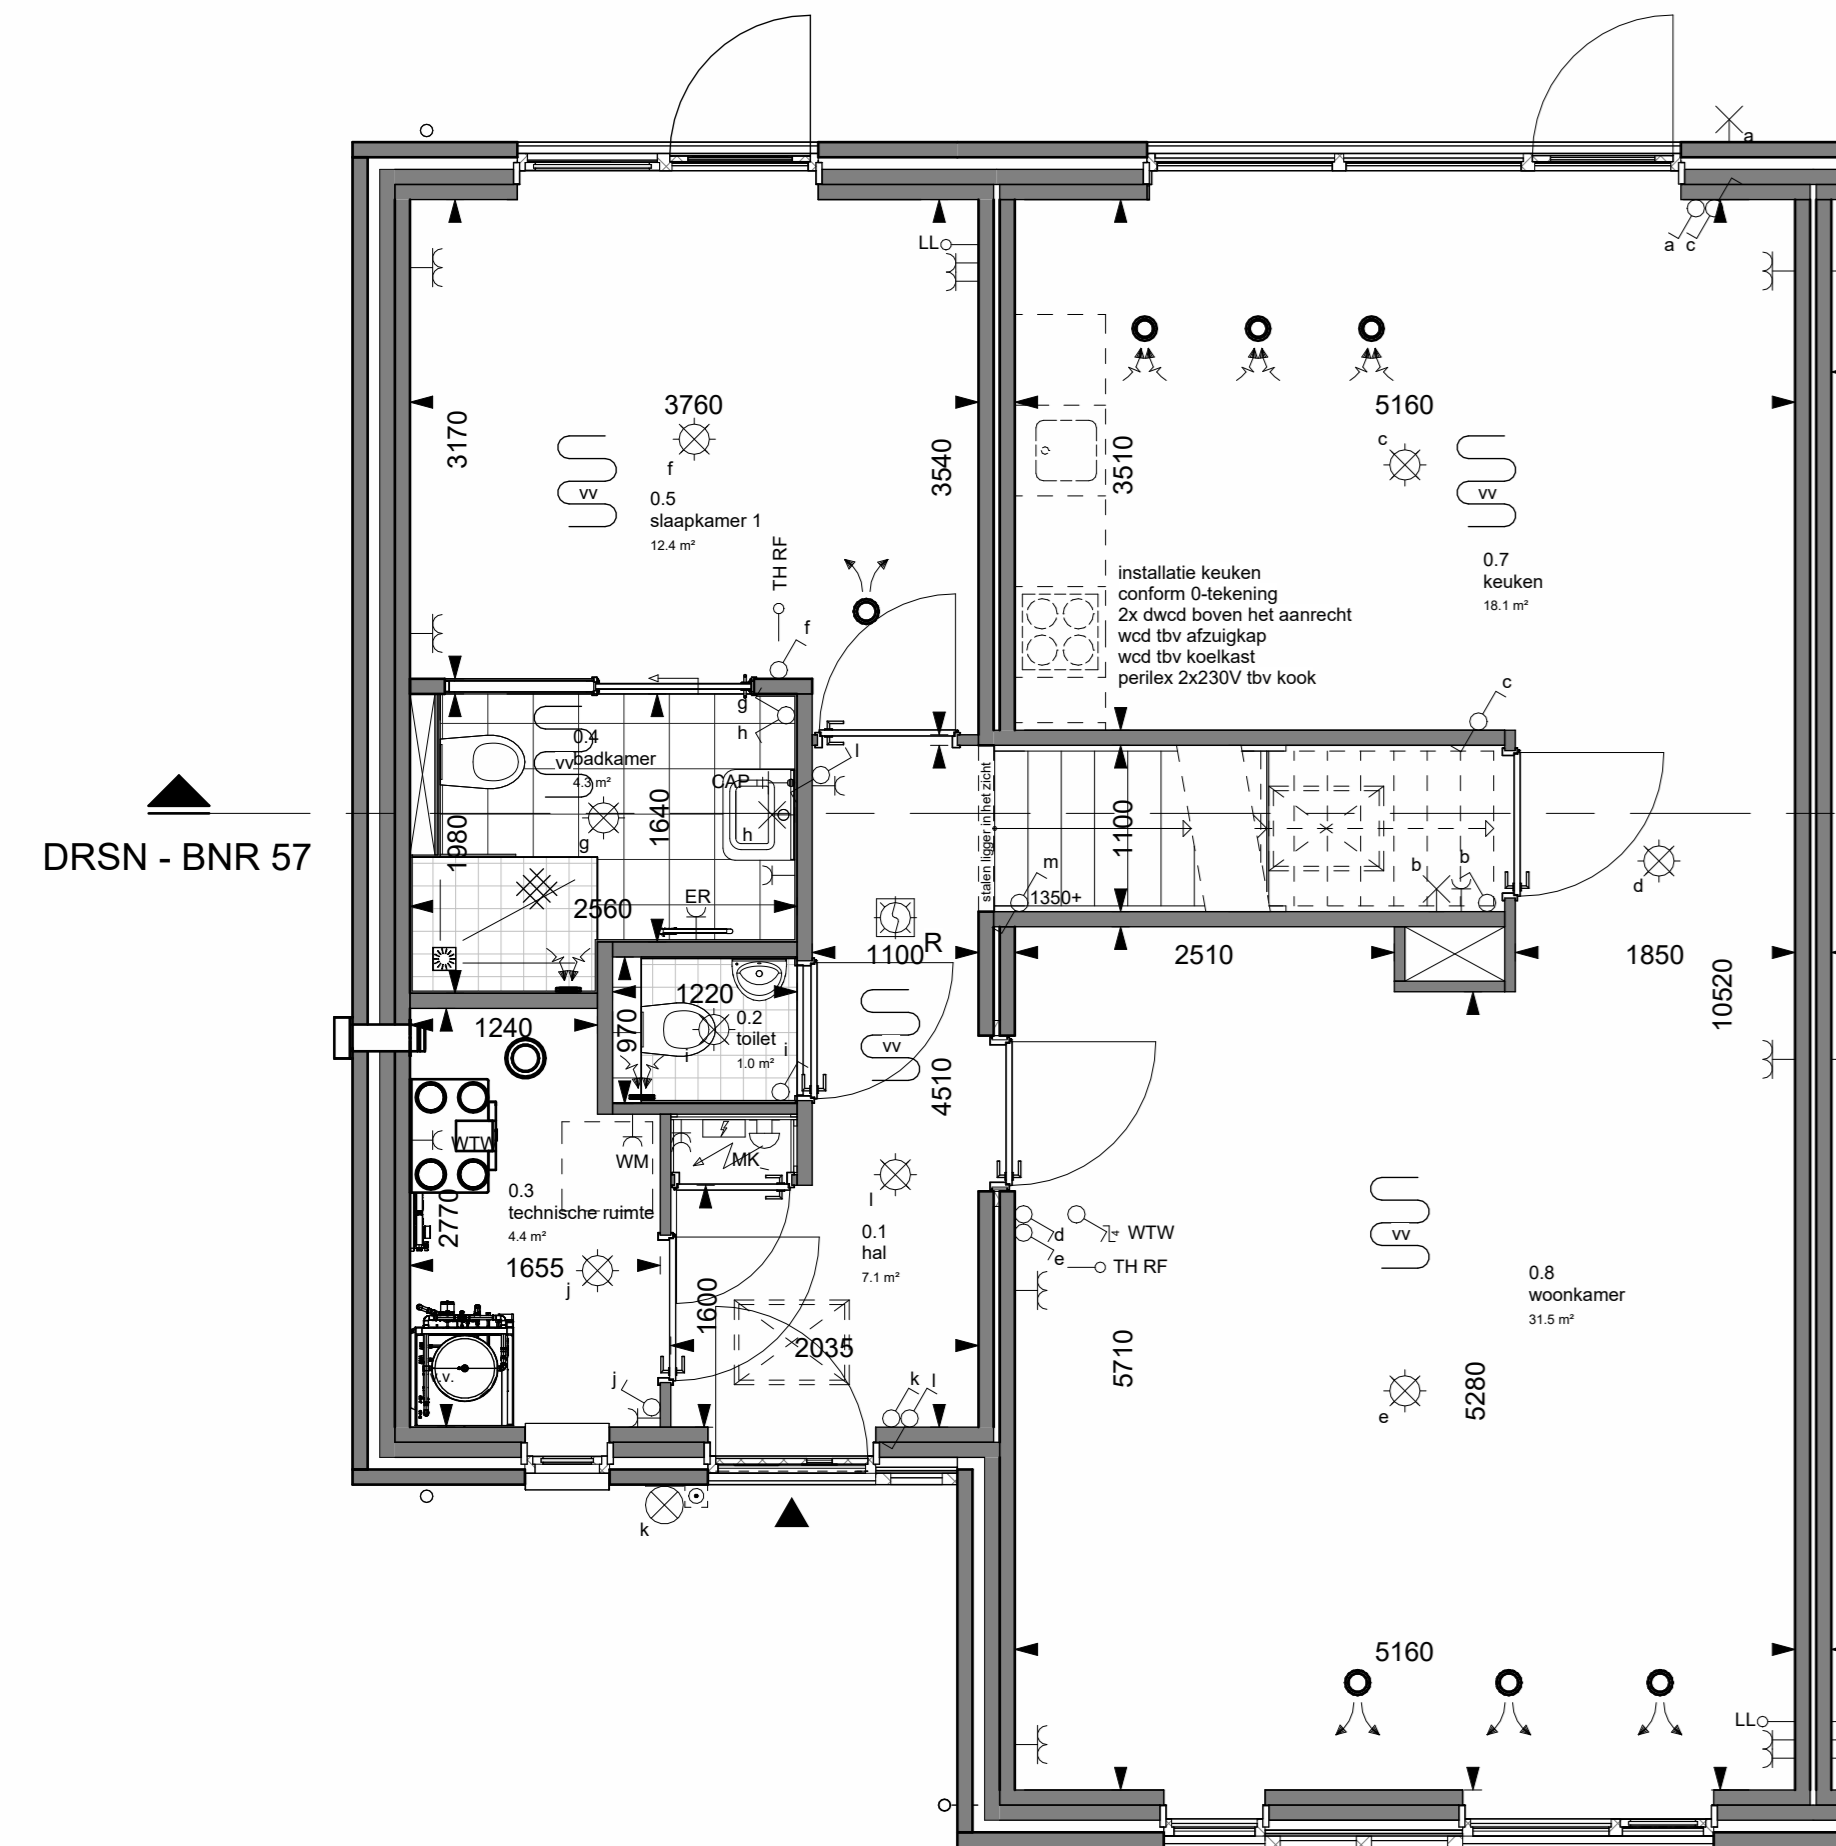 a
LL
a c
3760
5160
3170
f
3540
c
3510
vv
vv
0.5
slaapkamer 1
12.4 m²
TH RF
0.7
keuken
18.1 m²
installatie keuken
conform 0-tekening
2x dwcd boven het aanrecht
wcd tbv afzuigkap
wcd tbv koelkast
perilex 2x230V tbv kook
f
c
g
h
0.4
badkamer
4.3 m²
vv
l
CAP
h
g
1980
1640
stalen ligger in het zicht
1100
DRSN - BNR 57
m
1350+
b
b
d
2560
ER
R
1100
2510
1850
10520
1240
1220
970
0.2
toilet
1.0 m²
i
i
vv
4510
WTW
WM
MK
2770
0.3
technische ruimte
4.4 m²
l
0.1
hal
7.1 m²
d
e
4
WTW
TH RF
vv
1655
j
1600
2035
0.8
woonkamer
31.5 m²
5710
5280
v.v.
j
k l
e
k
5160
LL